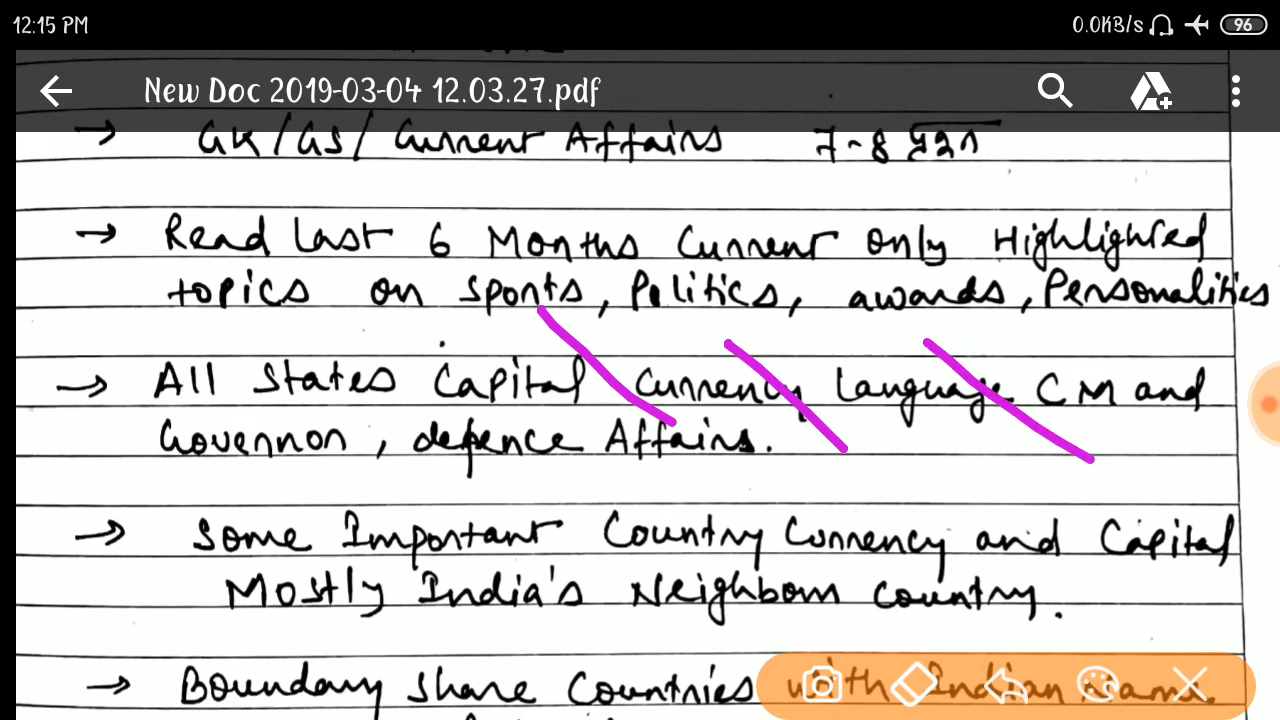 12:15 PM 0.0KB/s 96
New Doc 2019-03-04 12.03.27.pdf
→ GK/GS/ Current Affairs 7-8 प्रश्न
→ Read Last 6 Months Current only Highlighted
topics on Sports, Politics, awards, Personalities
→ All States Capital Currency Language CM and
Governor, defence Affairs.
→ Some Important Country Currency and Capital
Mostly India's Neighbour Country.
→ Boundary Share Countries with Indian